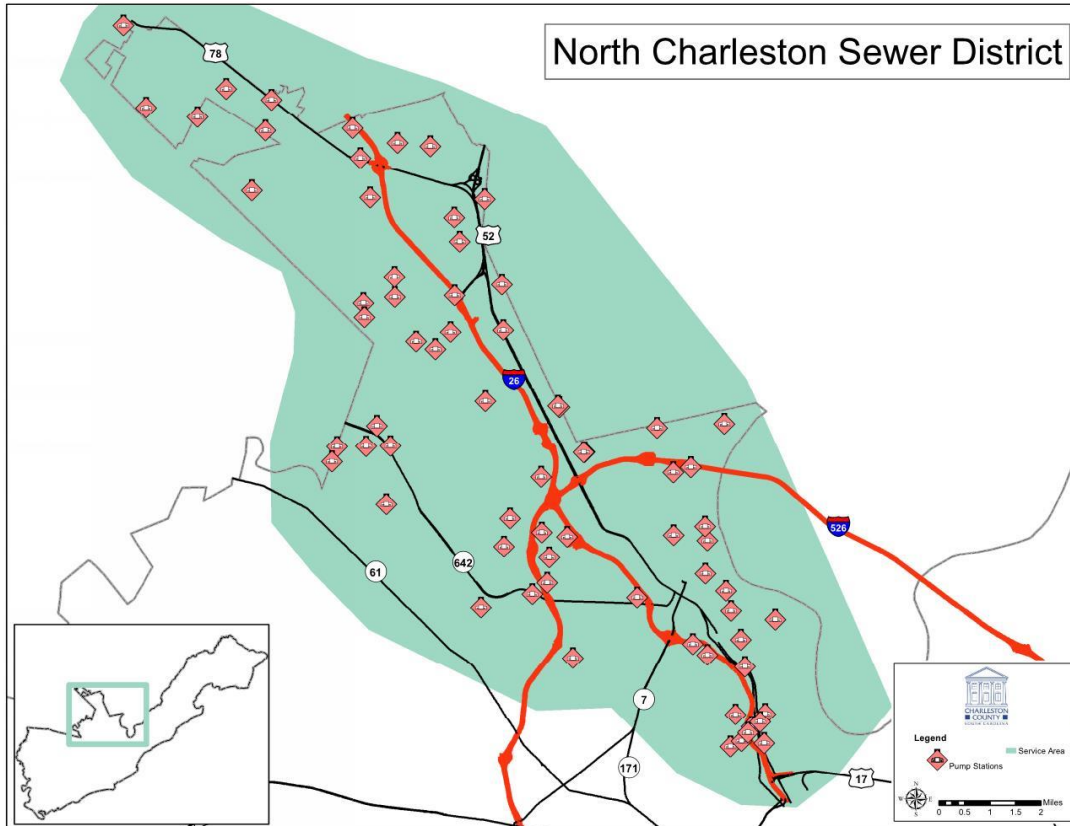 North Charleston Sewer District
78
52
26
526
642
61
7
171
17
CHARLESTON
COUNTY
SOUTH CAROLINA
Legend
Pump Stations
Service Area
N
W E
S
0 0.5 1 1.5 2
Miles